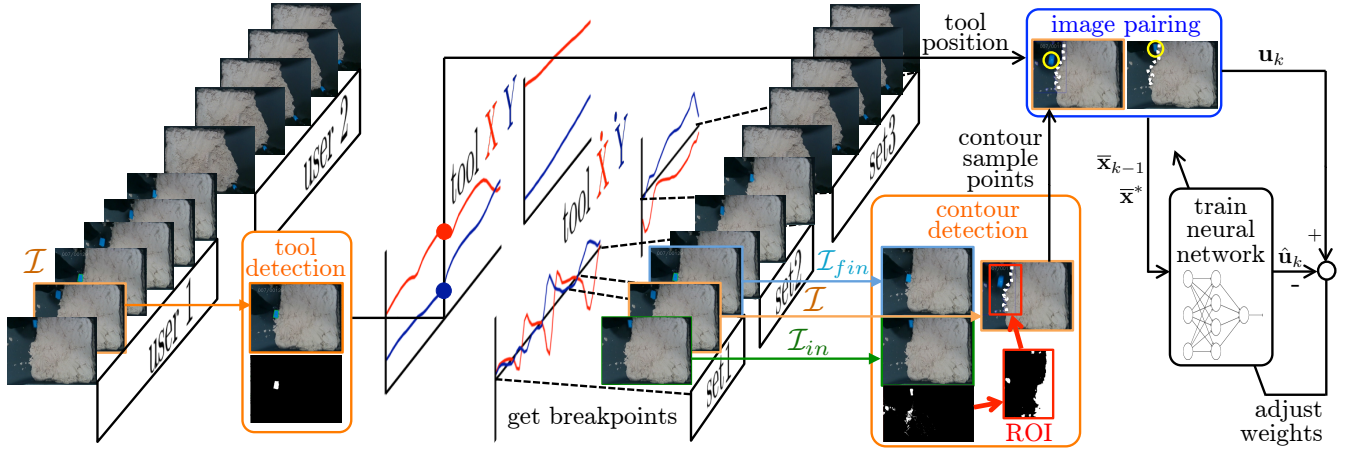 user 2
user 1
𝓘
tool
detection
tool X Y
tool Ẋ Ẏ
get breakpoints
set1
set2
set3
𝓘_{fin}
𝓘
𝓘_{in}
contour
detection
ROI
contour
sample
points
tool
position
image pairing
u_k
x̅_{k−1}
x̅*
train
neural
network
û_k
+
-
adjust
weights